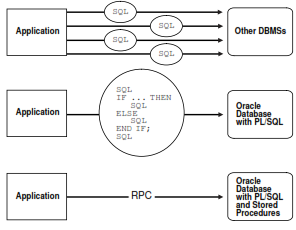 SQL
SQL
Application
Other DBMSs
SQL
SQL
SQL
IF ... THEN
SQL
ELSE
SQL
END IF;
SQL
Application
Oracle
Database
with PL/SQL
Application
RPC
Oracle
Database
with PL/SQL
and Stored
Procedures